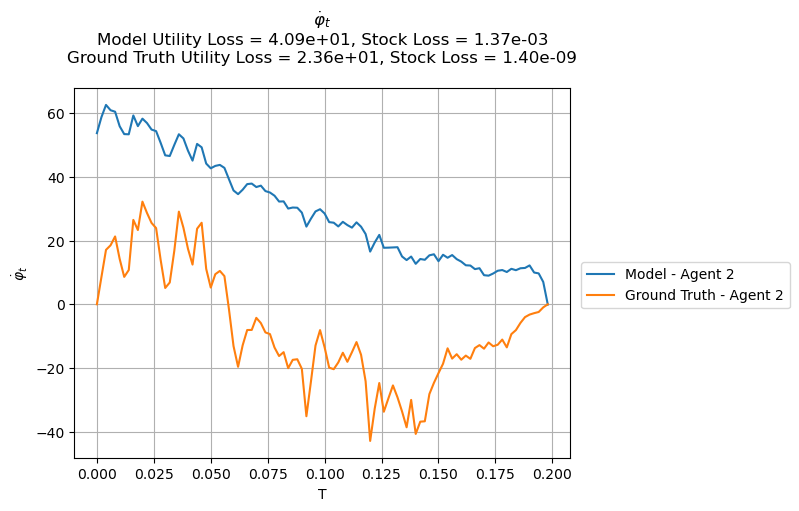 φ̇ₜ
Model Utility Loss = 4.09e+01, Stock Loss = 1.37e-03
Ground Truth Utility Loss = 2.36e+01, Stock Loss = 1.40e-09
60
40
20
0
−20
−40
φ̇ₜ
0.000 0.025 0.050 0.075 0.100 0.125 0.150 0.175 0.200
T
Model - Agent 2
Ground Truth - Agent 2